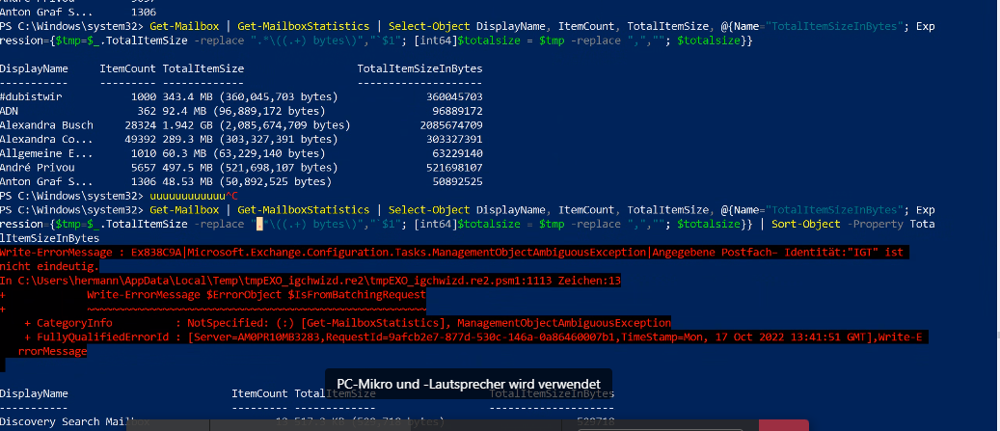 Anton Graf S... 1306
PS C:\Windows\system32> Get-Mailbox | Get-MailboxStatistics | Select-Object DisplayName, ItemCount, TotalItemSize, @{Name="TotalItemSizeInBytes"; Exp
ression={$tmp=$_.TotalItemSize -replace ".*\((.+) bytes\)","`$1"; [int64]$totalsize = $tmp -replace ",",""; $totalsize}}
DisplayName ItemCount TotalItemSize TotalItemSizeInBytes
----------- --------- ------------- --------------------
#dubistwir 1000 343.4 MB (360,045,703 bytes) 360045703
ADN 362 92.4 MB (96,889,172 bytes) 96889172
Alexandra Busch 28324 1.942 GB (2,085,674,709 bytes) 2085674709
Alexandra Co... 49392 289.3 MB (303,327,391 bytes) 303327391
Allgemeine E... 1010 60.3 MB (63,229,140 bytes) 63229140
André Privou 5657 497.5 MB (521,698,107 bytes) 521698107
Anton Graf S... 1306 48.53 MB (50,892,525 bytes) 50892525
PS C:\Windows\system32> uuuuuuuuuuuu^C
PS C:\Windows\system32> Get-Mailbox | Get-MailboxStatistics | Select-Object DisplayName, ItemCount, TotalItemSize, @{Name="TotalItemSizeInBytes"; Exp
ression={$tmp=$_.TotalItemSize -replace ".*\((.+) bytes\)","`$1"; [int64]$totalsize = $tmp -replace ",",""; $totalsize}} | Sort-Object -Property Tota
lItemSizeInBytes
Write-ErrorMessage : Ex838C9A|Microsoft.Exchange.Configuration.Tasks.ManagementObjectAmbiguousException|Angegebene Postfach- Identität:"IGT" ist
nicht eindeutig.
In C:\Users\hermann\AppData\Local\Temp\tmpEXO_igchwizd.re2\tmpEXO_igchwizd.re2.psm1:1113 Zeichen:13
+ Write-ErrorMessage $ErrorObject $IsFromBatchingRequest
+ ~~~~~~~~~~~~~~~~~~~~~~~~~~~~~~~~~~~~~~~~~~~~~~~~~~~~~~
+ CategoryInfo : NotSpecified: (:) [Get-MailboxStatistics], ManagementObjectAmbiguousException
+ FullyQualifiedErrorId : [Server=AM0PR10MB3283,RequestId=9afcb2e7-877d-530c-146a-0a86460007b1,TimeStamp=Mon, 17 Oct 2022 13:41:51 GMT],Write-E
rrorMessage
PC-Mikro und -Lautsprecher wird verwendet
DisplayName ItemCount TotalItemSize TotalItemSizeInBytes
----------- --------- ------------- --------------------
Discovery Search Mailbox